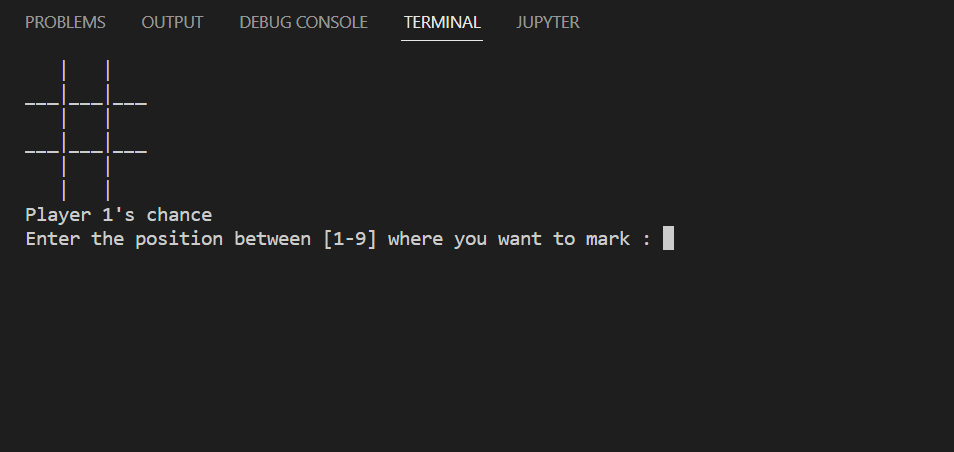 PROBLEMS OUTPUT DEBUG CONSOLE TERMINAL JUPYTER
   |   |
___|___|___
   |   |
___|___|___
   |   |
   |   |
Player 1's chance
Enter the position between [1-9] where you want to mark :